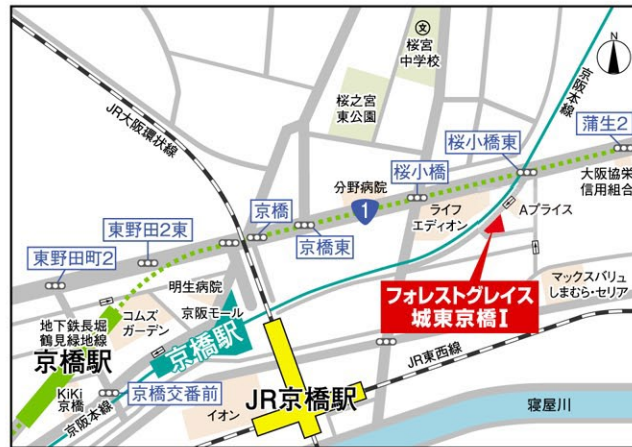 文
桜宮
中学校
N
京阪本線
JR大阪環状線
桜之宮
東公園
蒲生2
桜小橋東
桜小橋
分野病院
大阪協栄
信用組合
京橋
1
ライフ
エディオン
Aプライス
東野田2東
京橋東
東野田町2
フォレストグレイス
城東京橋I
マックスバリュ
しまむら・セリア
明生病院
コムズ
ガーデン
京阪モール
地下鉄長堀
鶴見緑地線
京橋駅
京橋駅
JR東西線
KiKi
京橋
京橋交番前
JR京橋駅
京阪本線
イオン
寝屋川